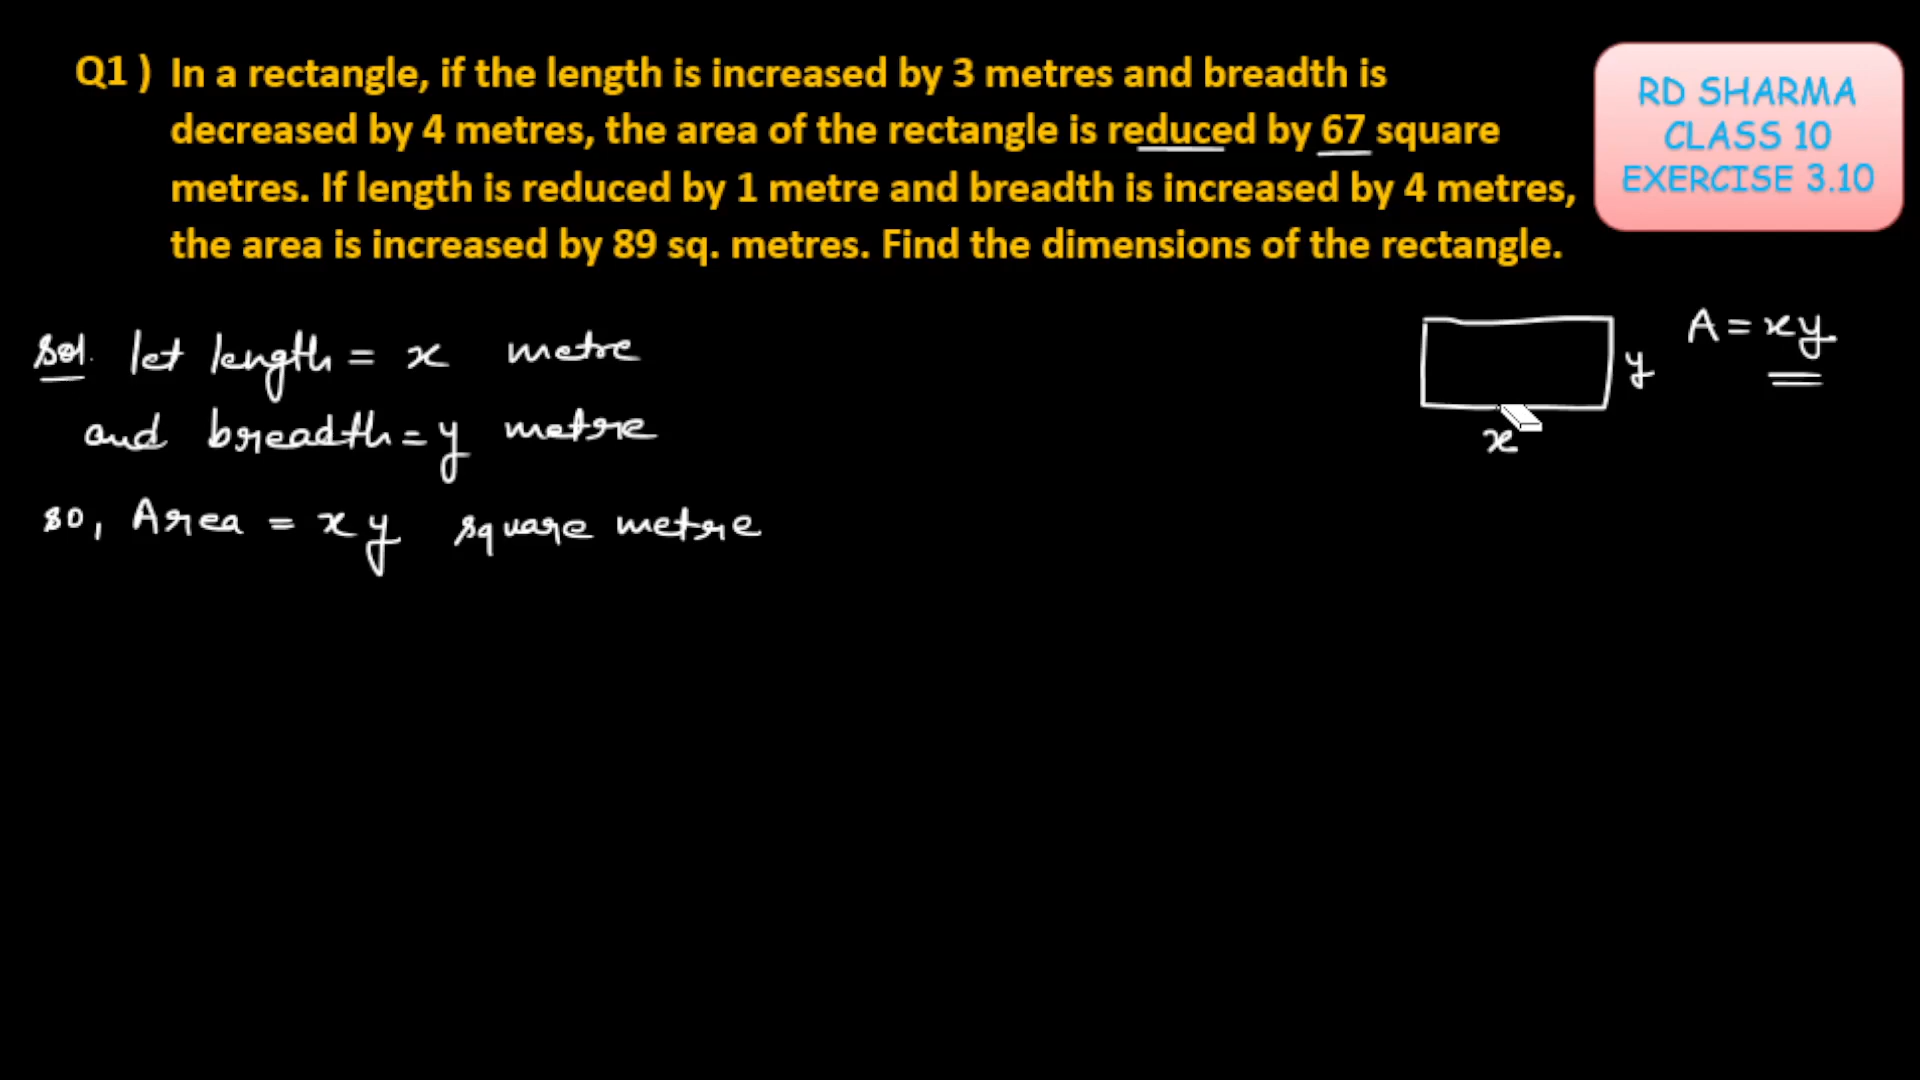 Q1 ) In a rectangle, if the length is increased by 3 metres and breadth is
decreased by 4 metres, the area of the rectangle is reduced by 67 square
metres. If length is reduced by 1 metre and breadth is increased by 4 metres,
the area is increased by 89 sq. metres. Find the dimensions of the rectangle.
RD SHARMA
CLASS 10
EXERCISE 3.10
Sol. let length = x metre
and breadth = y metre
so, Area = xy square metre
y
x
A = xy